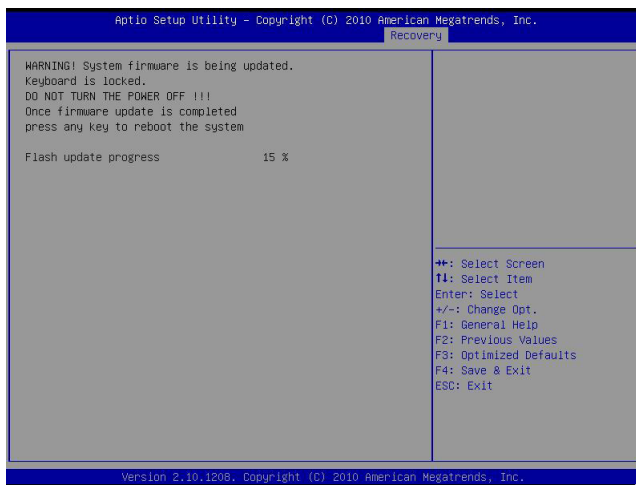 Aptio Setup Utility – Copyright (C) 2010 American Megatrends, Inc.
Recovery
WARNING! System firmware is being updated.
Keyboard is locked.
DO NOT TURN THE POWER OFF !!!
Once firmware update is completed
press any key to reboot the system
Flash update progress 15 %
→←: Select Screen
↑↓: Select Item
Enter: Select
+/-: Change Opt.
F1: General Help
F2: Previous Values
F3: Optimized Defaults
F4: Save & Exit
ESC: Exit
Version 2.10.1208. Copyright (C) 2010 American Megatrends, Inc.